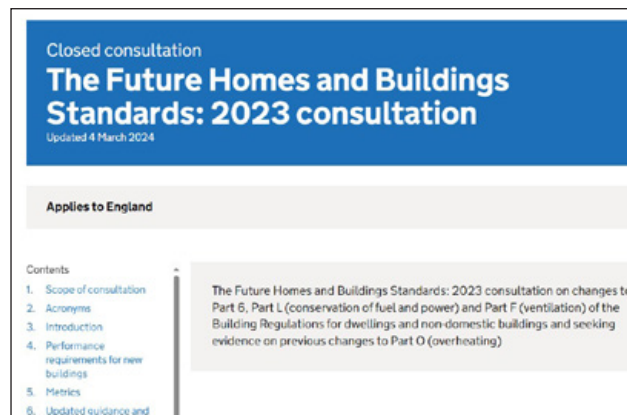 Closed consultation
The Future Homes and Buildings
Standards: 2023 consultation
Updated 4 March 2024
Applies to England
Contents
1. Scope of consultation
2. Acronyms
3. Introduction
4. Performance
requirements for new
buildings
5. Metrics
6. Updated guidance and
The Future Homes and Buildings Standards: 2023 consultation on changes to
Part 6, Part L (conservation of fuel and power) and Part F (ventilation) of the
Building Regulations for dwellings and non-domestic buildings and seeking
evidence on previous changes to Part O (overheating)